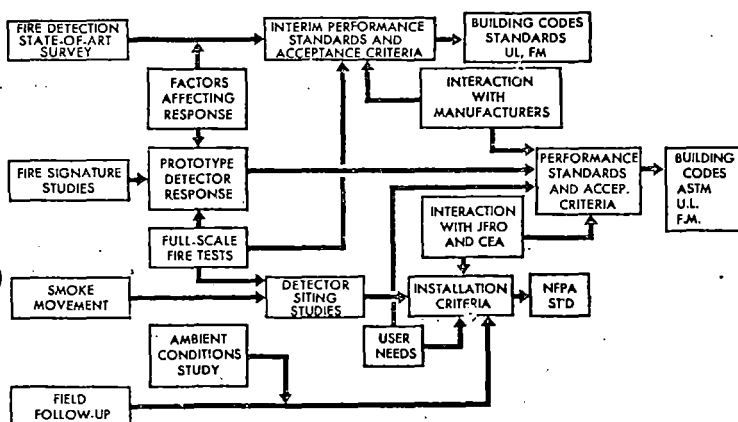 FIRE DETECTION
STATE-OF-ART
SURVEY
INTERIM PERFORMANCE
STANDARDS AND
ACCEPTANCE CRITERIA
BUILDING CODES
STANDARDS
UL, FM
FACTORS
AFFECTING
RESPONSE
INTERACTION
WITH
MANUFACTURERS
FIRE SIGNATURE
STUDIES
PROTOTYPE
DETECTOR
RESPONSE
PERFORMANCE
STANDARDS
AND ACCEP.
CRITERIA
BUILDING
CODES
ASTM
U.L.
F.M.
FULL-SCALE
FIRE TESTS
INTERACTION
WITH JFRO
AND CEA
SMOKE
MOVEMENT
DETECTOR
SITING
STUDIES
INSTALLATION
CRITERIA
NFPA
ST'D
AMBIENT
CONDITIONS
STUDY
USER
NEEDS
FIELD
FOLLOW-UP